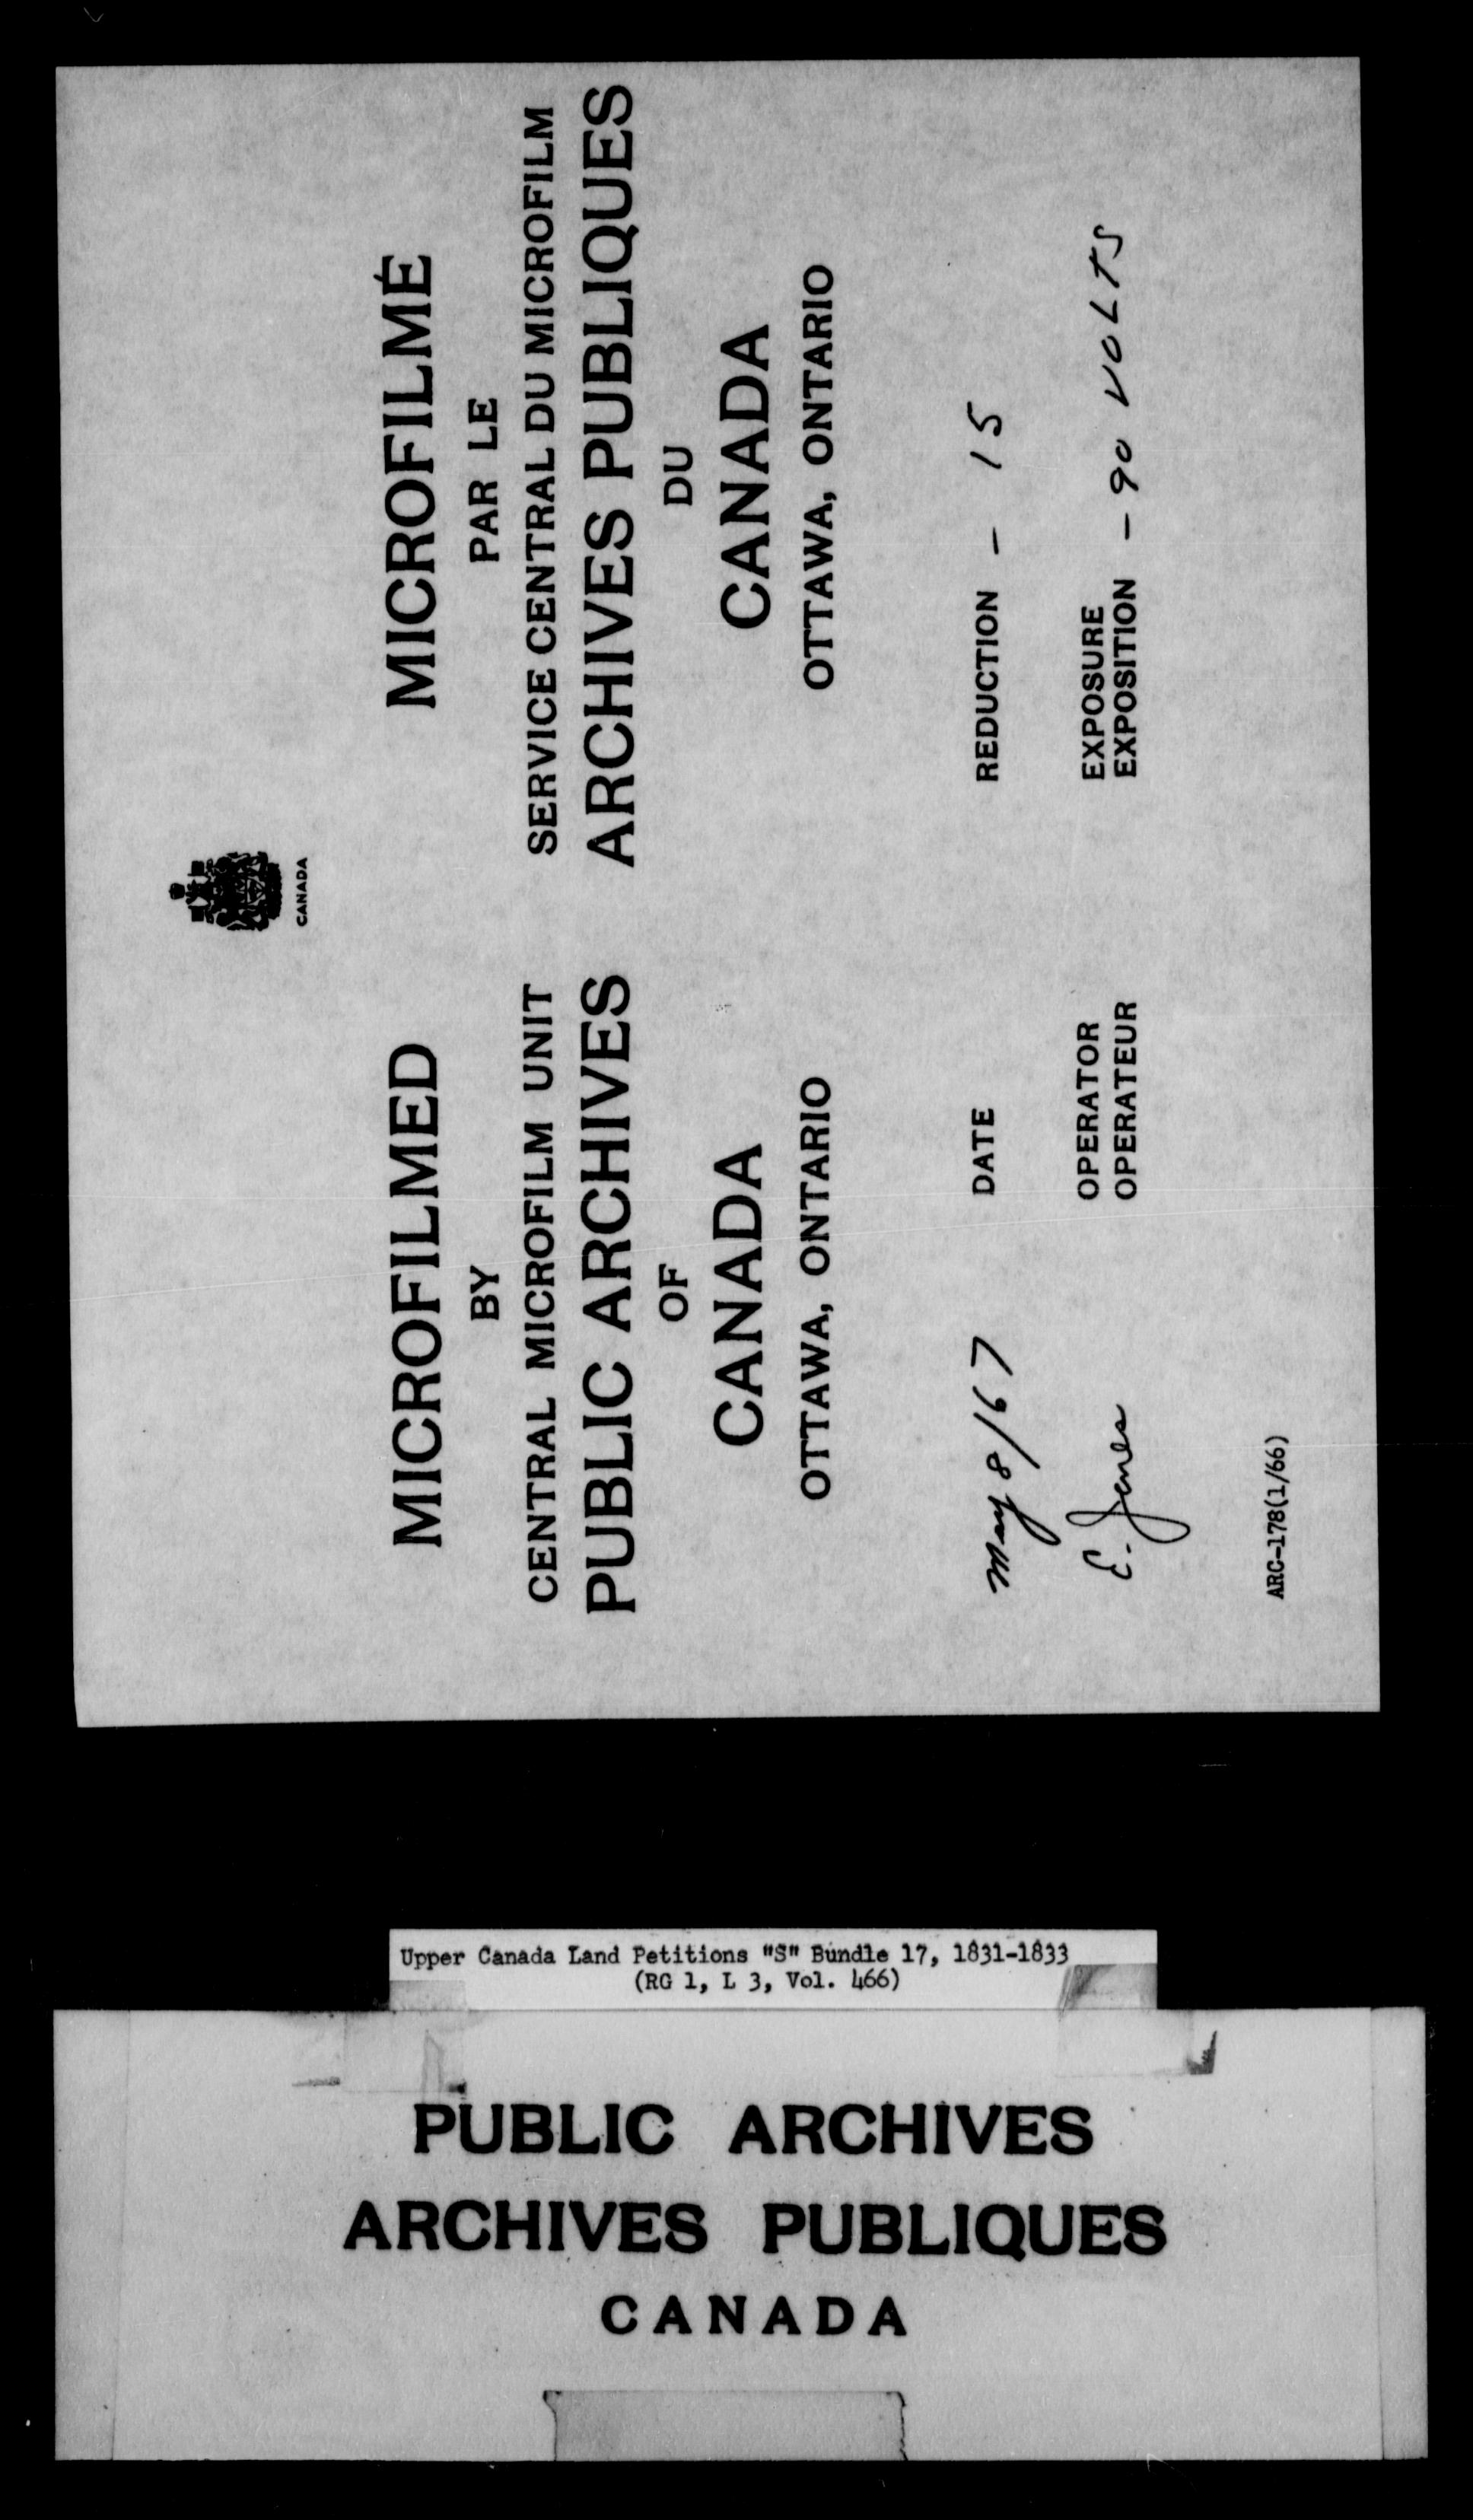 CANADA
MICROFILMED
BY
CENTRAL MICROFILM UNIT
PUBLIC ARCHIVES
OF
CANADA
OTTAWA, ONTARIO
MICROFILMÉ
PAR LE
SERVICE CENTRAL DU MICROFILM
ARCHIVES PUBLIQUES
DU
CANADA
OTTAWA, ONTARIO
May 8/67 DATE
REDUCTION - 15
E. Jones OPERATOR
OPERATEUR
EXPOSURE
EXPOSITION - 90 VOLTS
ARC-178(1/66)
Upper Canada Land Petitions "S" Bundle 17, 1831-1833
(RG 1, L 3, Vol. 466)
PUBLIC ARCHIVES
ARCHIVES PUBLIQUES
CANADA